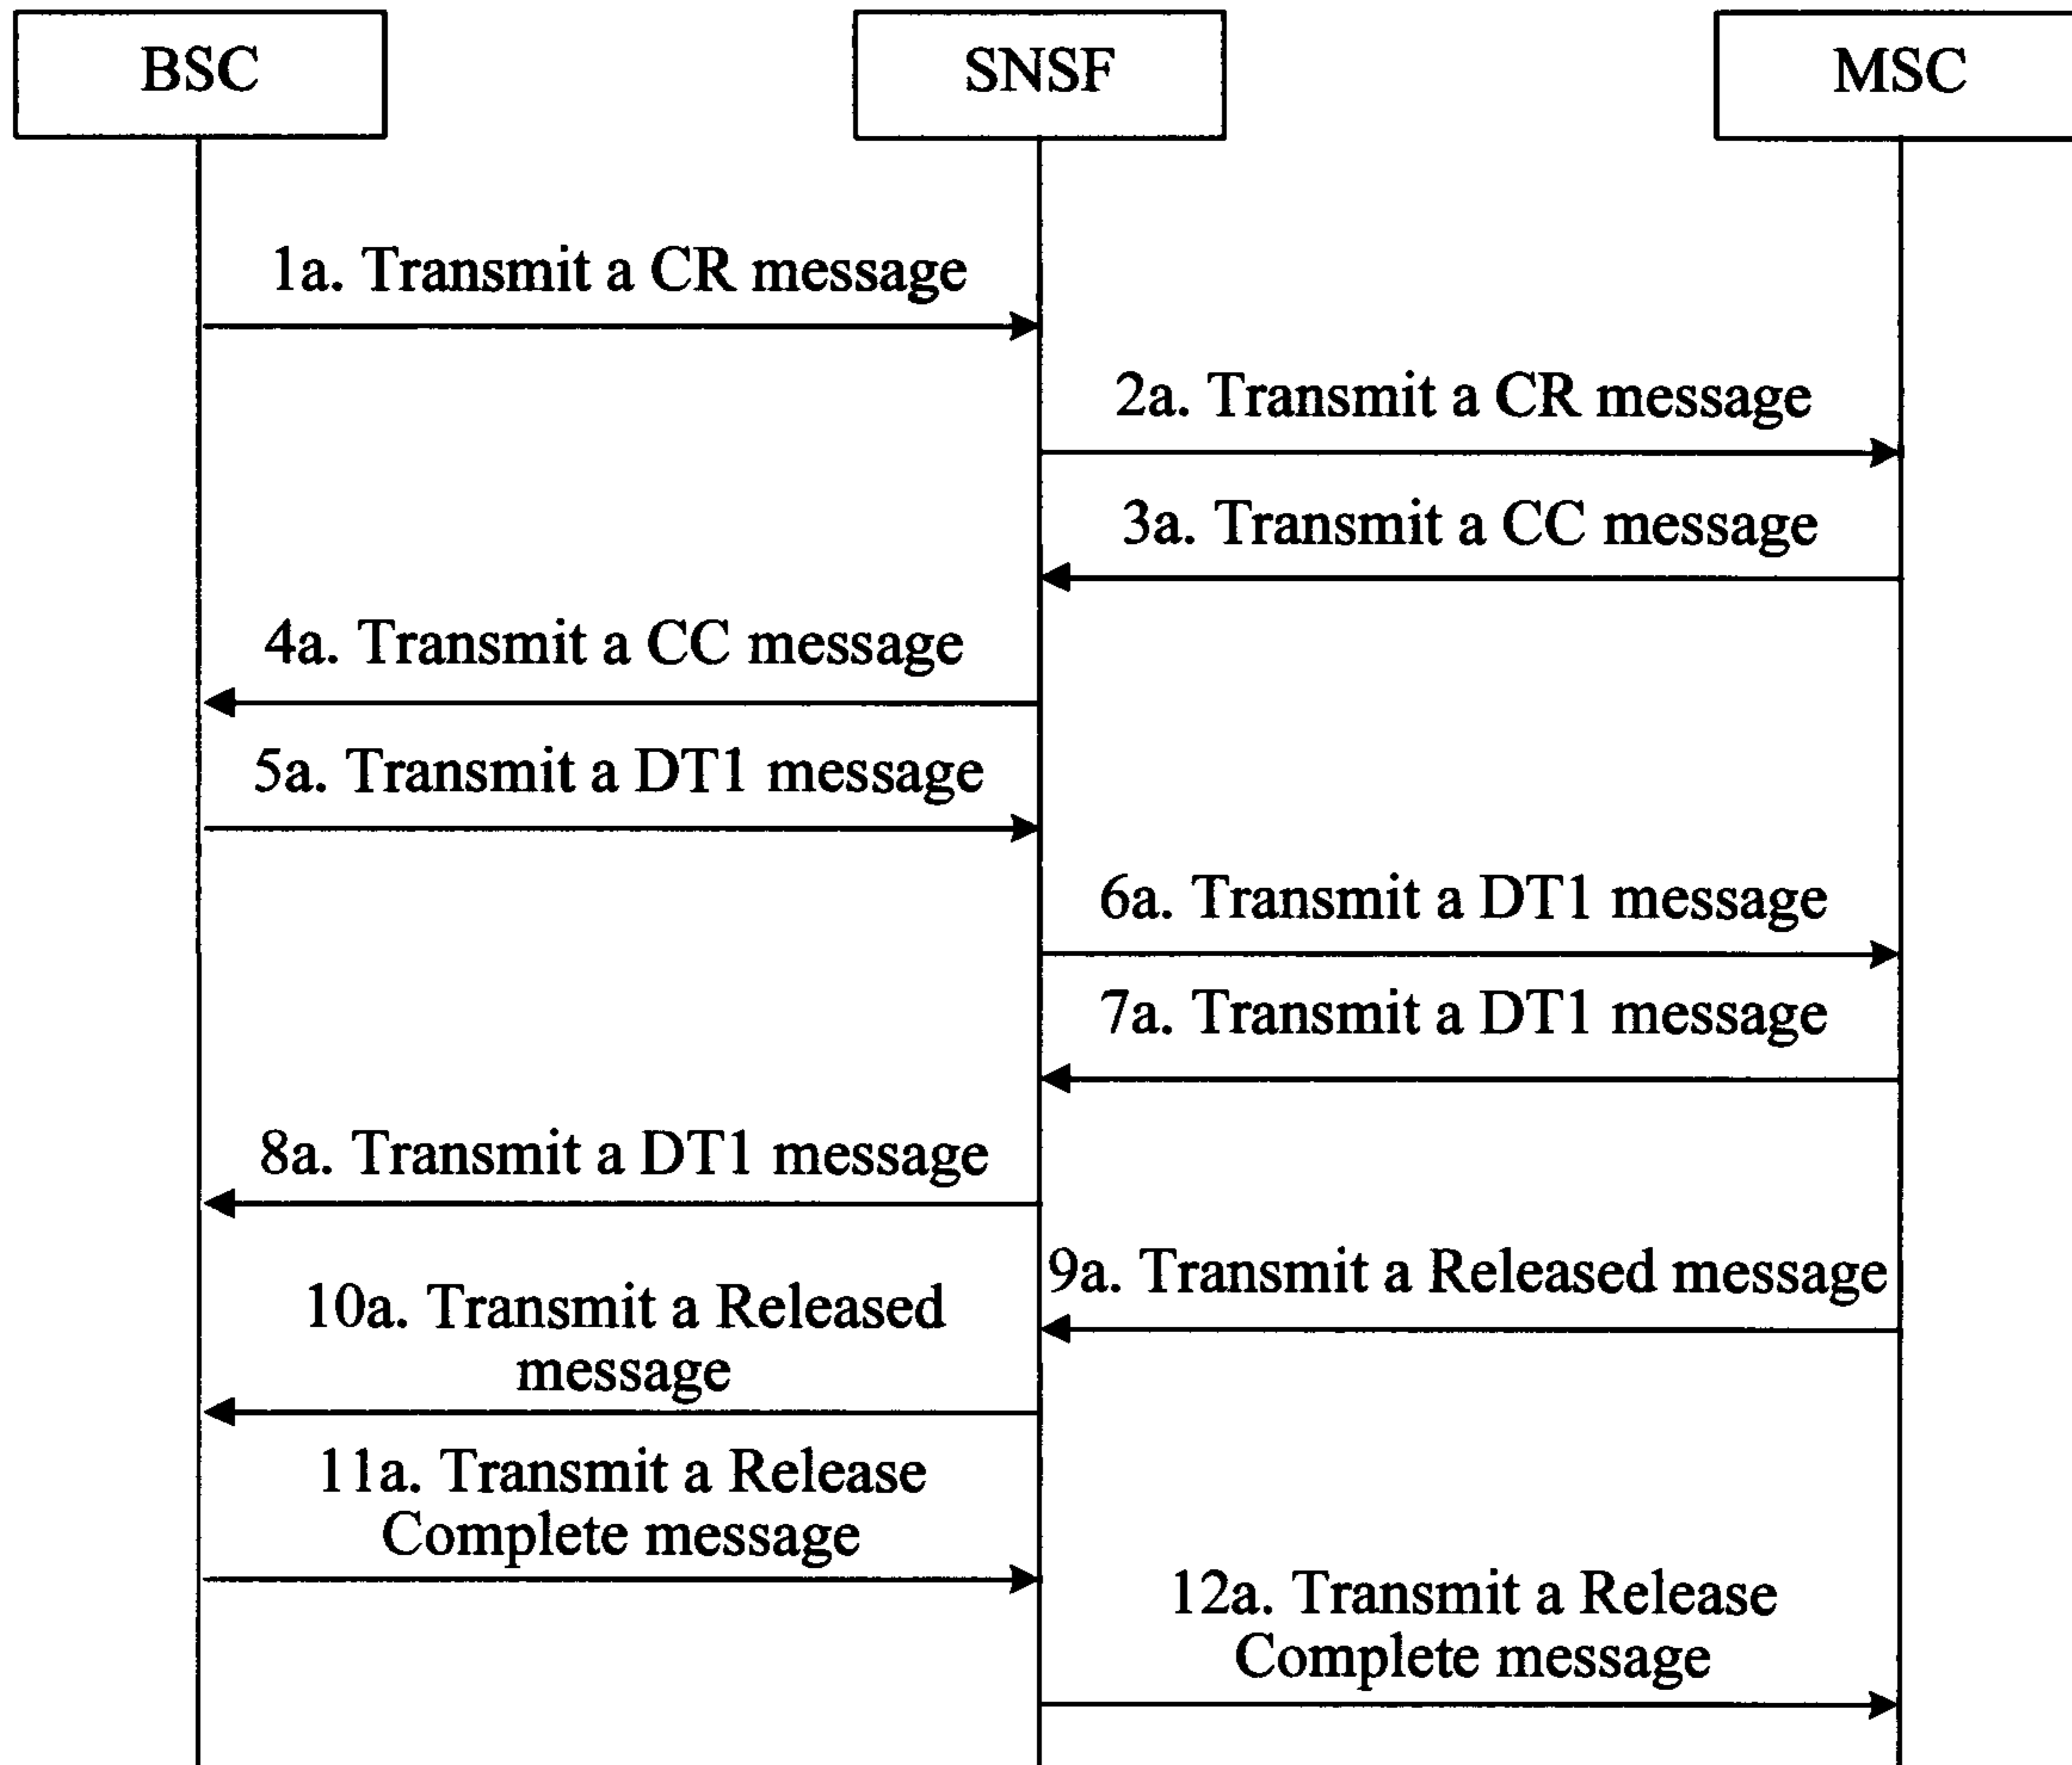 BSC
SNSF
MSC
1a. Transmit a CR message
2a. Transmit a CR message
3a. Transmit a CC message
4a. Transmit a CC message
5a. Transmit a DT1 message
6a. Transmit a DT1 message
7a. Transmit a DT1 message
8a. Transmit a DT1 message
9a. Transmit a Released message
10a. Transmit a Released
message
11a. Transmit a Release
Complete message
12a. Transmit a Release
Complete message